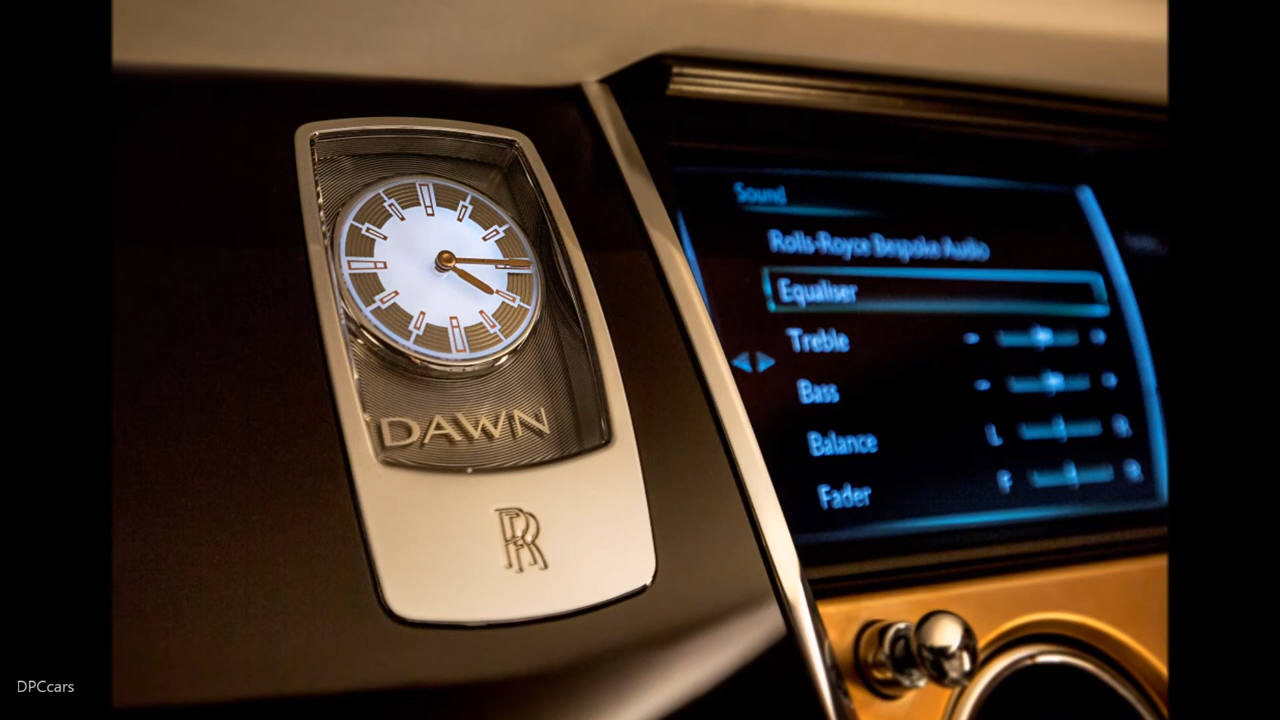 DAWN
RR
Sound
Rolls-Royce Bespoke Audio
Equaliser
Treble - +
Bass - +
Balance L R
Fader F R
DPCcars